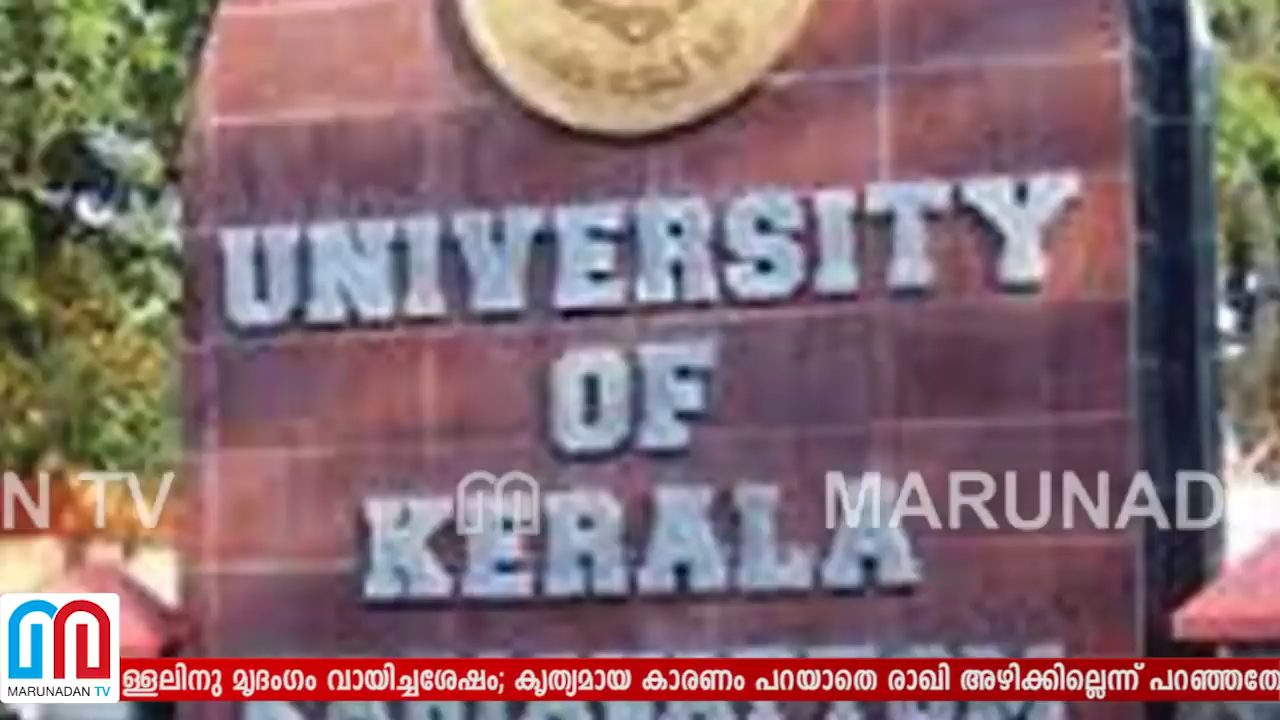 UNIVERSITY
OF
KERALA
N TV MARUNAD
MARUNADAN TV
ള്ളലിനു മൃദംഗം വായിച്ചശേഷം; കൃത്യമായ കാരണം പറയാതെ രാഖി അഴിക്കില്ലെന്ന് പറഞ്ഞതേ